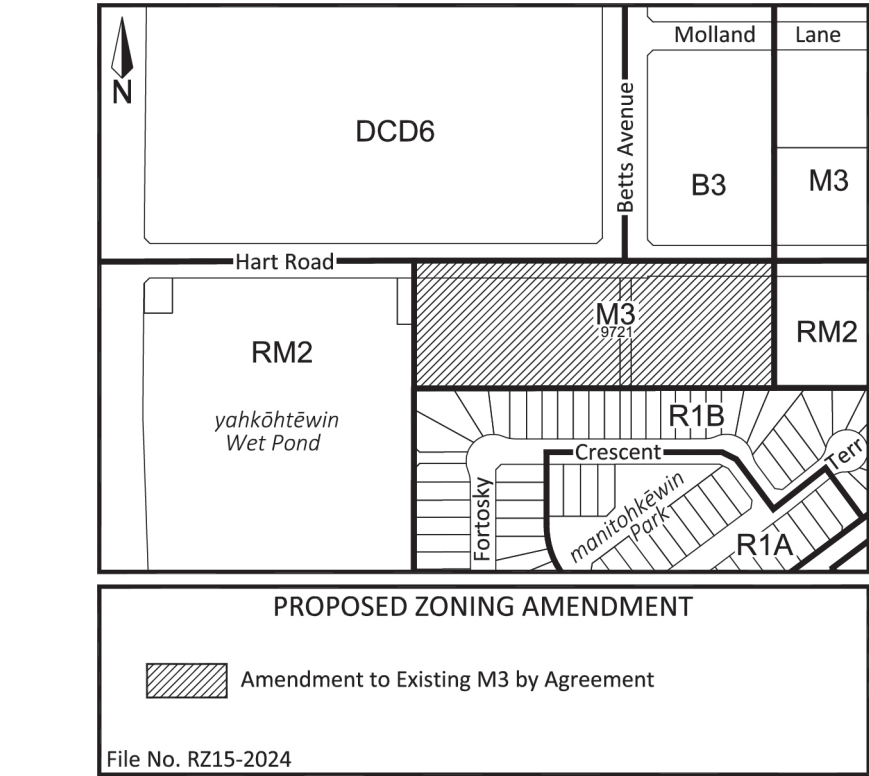 Molland Lane
N
DCD6
Betts Avenue
B3
M3
Hart Road
M3
9721
RM2
RM2
yahkōhtēwin
Wet Pond
R1B
Crescent
Terr
Fortosky
manitohkēwin
Park
R1A
PROPOSED ZONING AMENDMENT
Amendment to Existing M3 by Agreement
File No. RZ15-2024